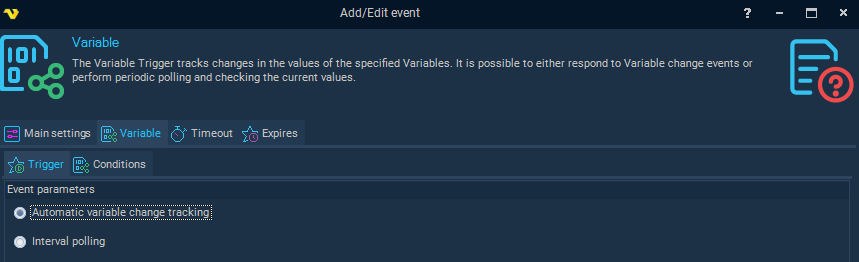 Add/Edit event
?
Variable
The Variable Trigger tracks changes in the values of the specified Variables. It is possible to either respond to Variable change events or
perform periodic polling and checking the current values.
Main settings Variable Timeout Expires
Trigger Conditions
Event parameters
Automatic variable change tracking
Interval polling